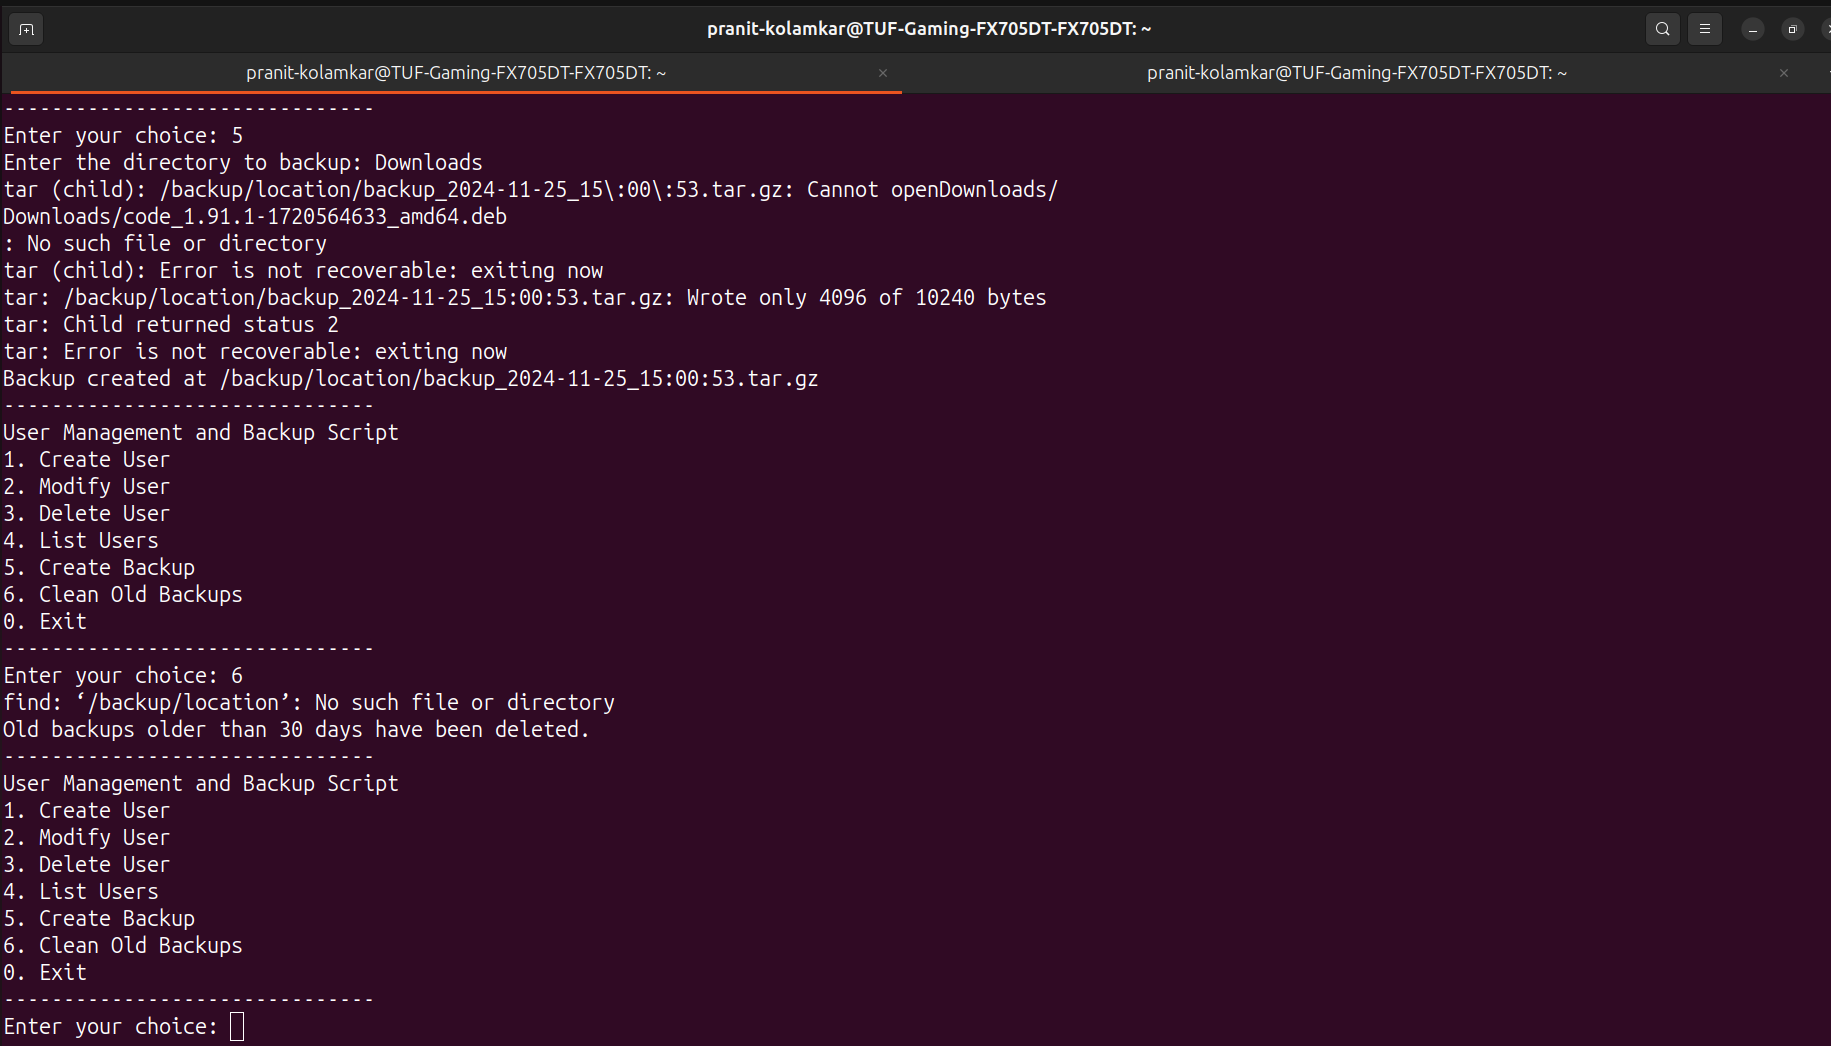 pranit-kolamkar@TUF-Gaming-FX705DT-FX705DT: ~
pranit-kolamkar@TUF-Gaming-FX705DT-FX705DT: ~
pranit-kolamkar@TUF-Gaming-FX705DT-FX705DT: ~
-------------------------------
Enter your choice: 5
Enter the directory to backup: Downloads
tar (child): /backup/location/backup_2024-11-25_15\:00\:53.tar.gz: Cannot openDownloads/
Downloads/code_1.91.1-1720564633_amd64.deb
: No such file or directory
tar (child): Error is not recoverable: exiting now
tar: /backup/location/backup_2024-11-25_15:00:53.tar.gz: Wrote only 4096 of 10240 bytes
tar: Child returned status 2
tar: Error is not recoverable: exiting now
Backup created at /backup/location/backup_2024-11-25_15:00:53.tar.gz
-------------------------------
User Management and Backup Script
1. Create User
2. Modify User
3. Delete User
4. List Users
5. Create Backup
6. Clean Old Backups
0. Exit
-------------------------------
Enter your choice: 6
find: ‘/backup/location’: No such file or directory
Old backups older than 30 days have been deleted.
-------------------------------
User Management and Backup Script
1. Create User
2. Modify User
3. Delete User
4. List Users
5. Create Backup
6. Clean Old Backups
0. Exit
-------------------------------
Enter your choice: